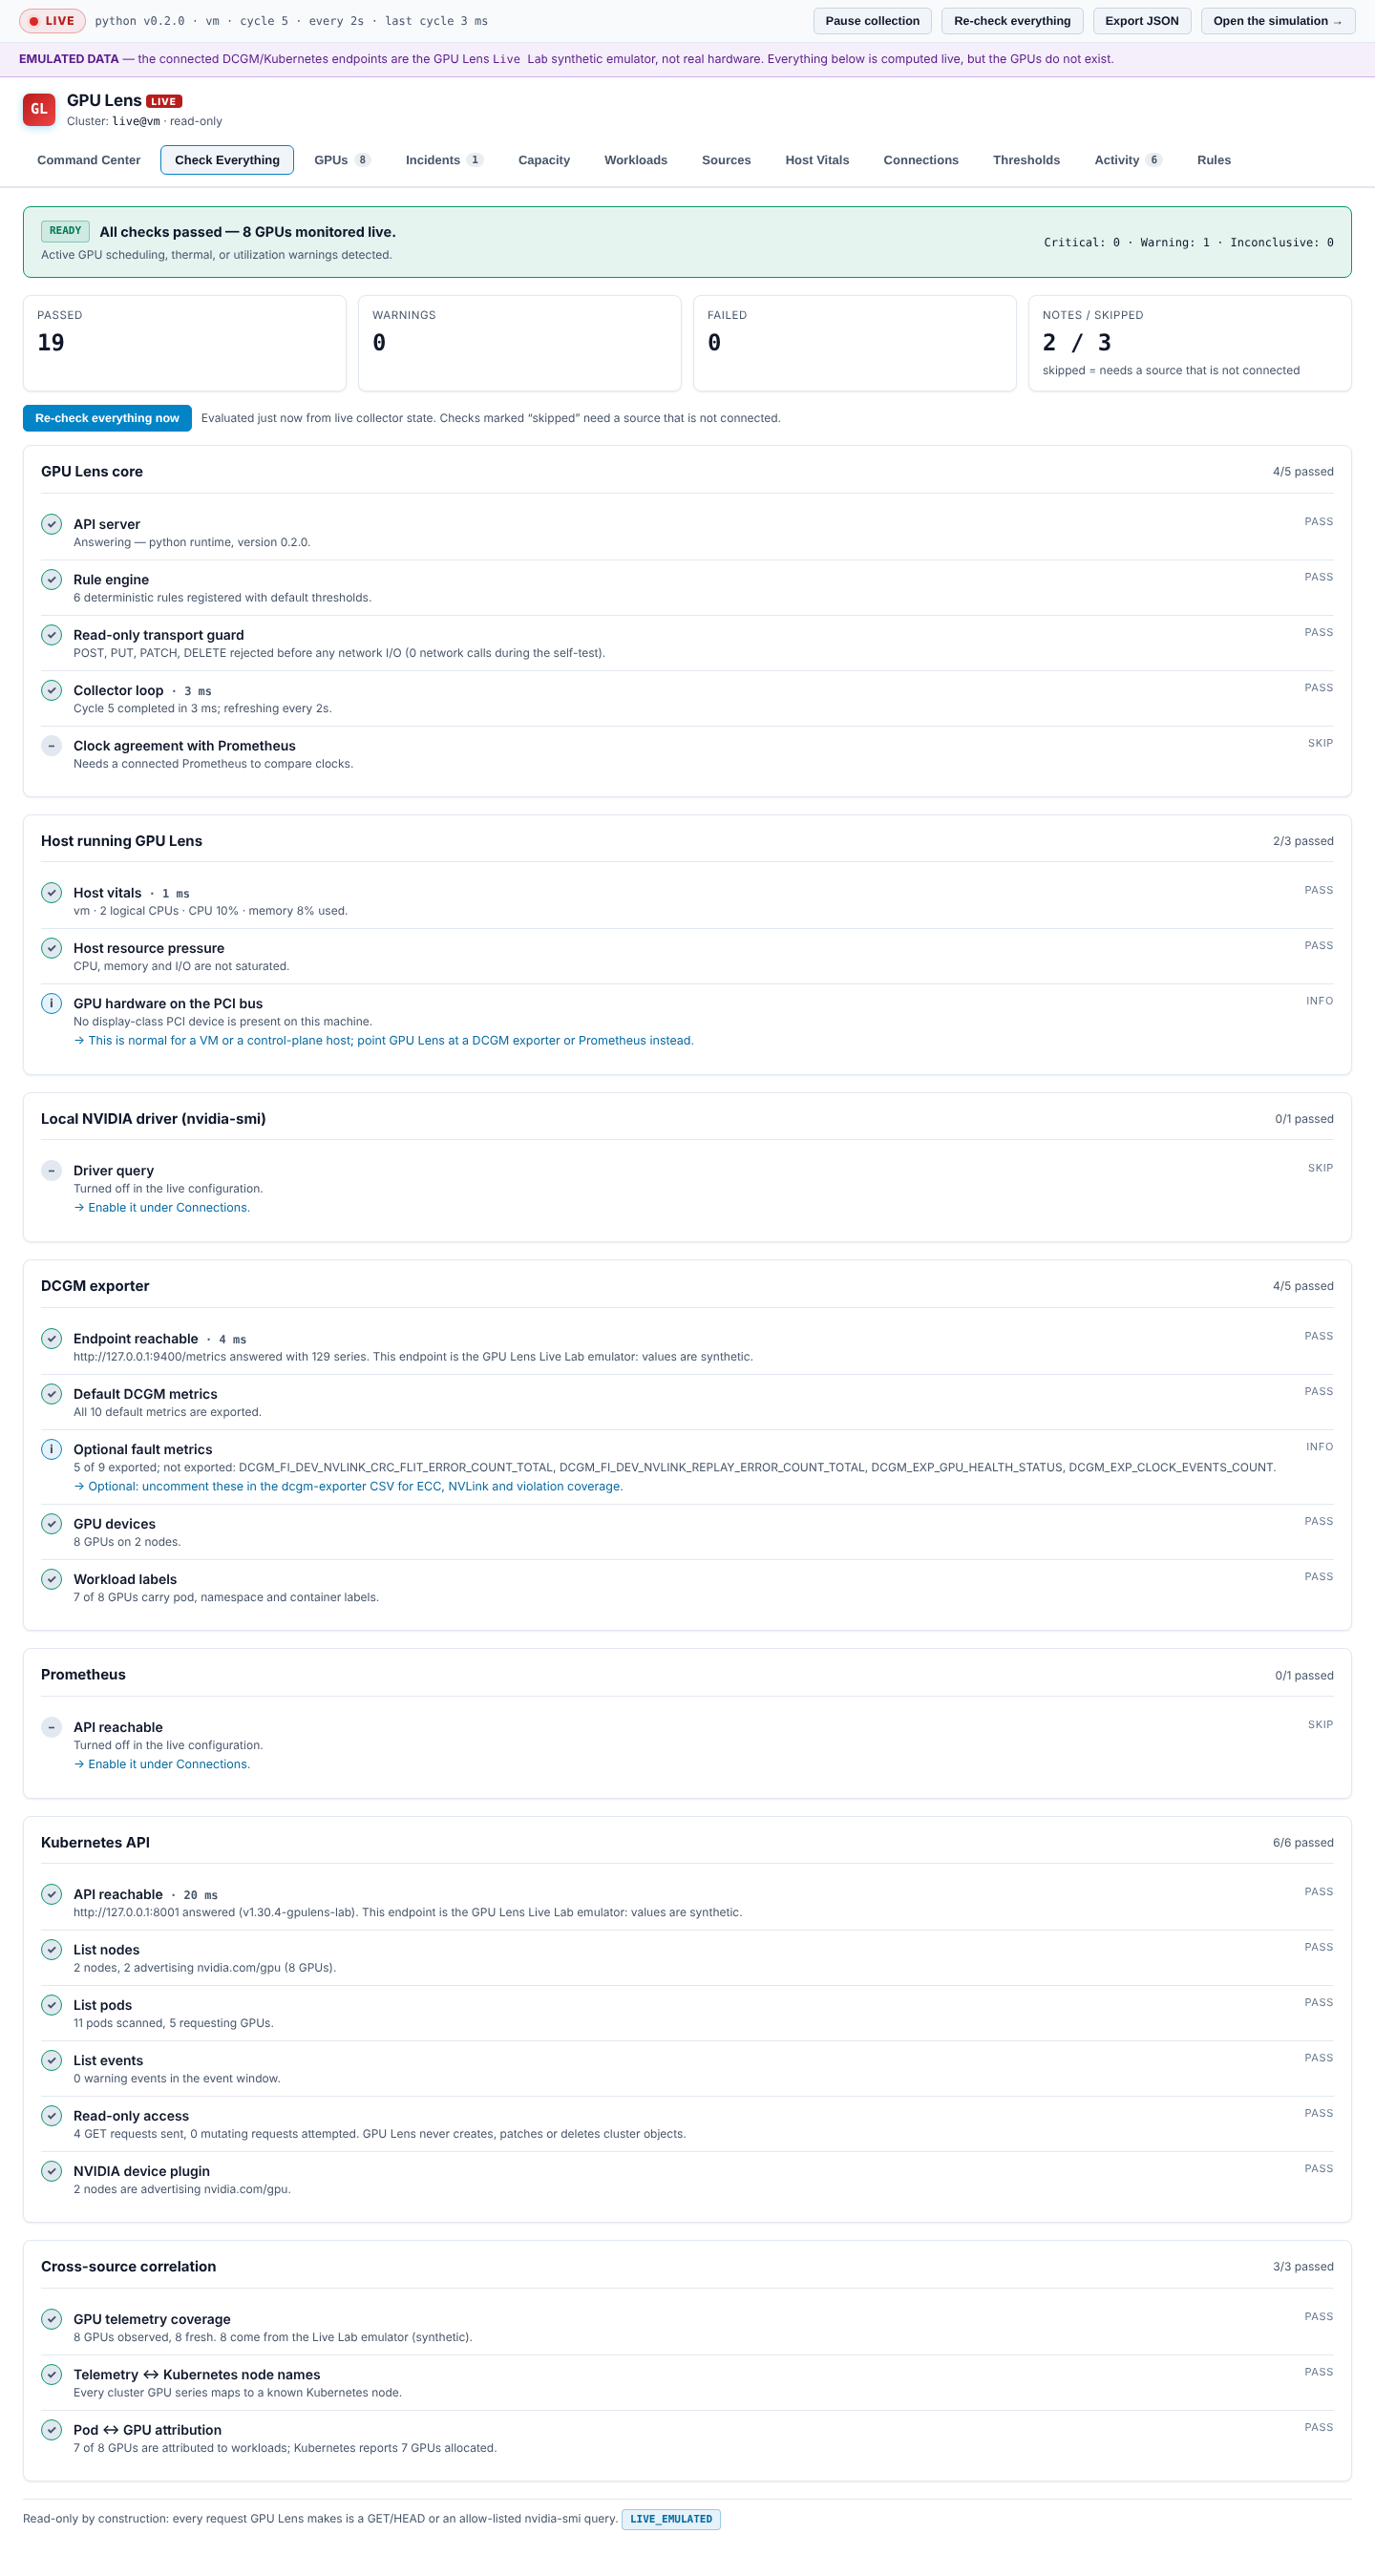 LIVE python v0.2.0 · vm · cycle 5 · every 2s · last cycle 3 ms Pause collection Re-check everything Export JSON Open the simulation →
EMULATED DATA — the connected DCGM/Kubernetes endpoints are the GPU Lens Live Lab synthetic emulator, not real hardware. Everything below is computed live, but the GPUs do not exist.
GL GPU Lens LIVE
Cluster: live@vm · read-only
Command Center Check Everything GPUs 8 Incidents 1 Capacity Workloads Sources Host Vitals Connections Thresholds Activity 6 Rules
READY All checks passed — 8 GPUs monitored live.
Active GPU scheduling, thermal, or utilization warnings detected.
Critical: 0 · Warning: 1 · Inconclusive: 0
PASSED
19
WARNINGS
0
FAILED
0
NOTES / SKIPPED
2 / 3
skipped = needs a source that is not connected
Re-check everything now Evaluated just now from live collector state. Checks marked “skipped” need a source that is not connected.
GPU Lens core 4/5 passed
API server PASS
Answering — python runtime, version 0.2.0.
Rule engine PASS
6 deterministic rules registered with default thresholds.
Read-only transport guard PASS
POST, PUT, PATCH, DELETE rejected before any network I/O (0 network calls during the self-test).
Collector loop · 3 ms PASS
Cycle 5 completed in 3 ms; refreshing every 2s.
Clock agreement with Prometheus SKIP
Needs a connected Prometheus to compare clocks.
Host running GPU Lens 2/3 passed
Host vitals · 1 ms PASS
vm · 2 logical CPUs · CPU 10% · memory 8% used.
Host resource pressure PASS
CPU, memory and I/O are not saturated.
GPU hardware on the PCI bus INFO
No display-class PCI device is present on this machine.
→ This is normal for a VM or a control-plane host; point GPU Lens at a DCGM exporter or Prometheus instead.
Local NVIDIA driver (nvidia-smi) 0/1 passed
Driver query SKIP
Turned off in the live configuration.
→ Enable it under Connections.
DCGM exporter 4/5 passed
Endpoint reachable · 4 ms PASS
http://127.0.0.1:9400/metrics answered with 129 series. This endpoint is the GPU Lens Live Lab emulator: values are synthetic.
Default DCGM metrics PASS
All 10 default metrics are exported.
Optional fault metrics INFO
5 of 9 exported; not exported: DCGM_FI_DEV_NVLINK_CRC_FLIT_ERROR_COUNT_TOTAL, DCGM_FI_DEV_NVLINK_REPLAY_ERROR_COUNT_TOTAL, DCGM_EXP_GPU_HEALTH_STATUS, DCGM_EXP_CLOCK_EVENTS_COUNT.
→ Optional: uncomment these in the dcgm-exporter CSV for ECC, NVLink and violation coverage.
GPU devices PASS
8 GPUs on 2 nodes.
Workload labels PASS
7 of 8 GPUs carry pod, namespace and container labels.
Prometheus 0/1 passed
API reachable SKIP
Turned off in the live configuration.
→ Enable it under Connections.
Kubernetes API 6/6 passed
API reachable · 20 ms PASS
http://127.0.0.1:8001 answered (v1.30.4-gpulens-lab). This endpoint is the GPU Lens Live Lab emulator: values are synthetic.
List nodes PASS
2 nodes, 2 advertising nvidia.com/gpu (8 GPUs).
List pods PASS
11 pods scanned, 5 requesting GPUs.
List events PASS
0 warning events in the event window.
Read-only access PASS
4 GET requests sent, 0 mutating requests attempted. GPU Lens never creates, patches or deletes cluster objects.
NVIDIA device plugin PASS
2 nodes are advertising nvidia.com/gpu.
Cross-source correlation 3/3 passed
GPU telemetry coverage PASS
8 GPUs observed, 8 fresh. 8 come from the Live Lab emulator (synthetic).
Telemetry ↔ Kubernetes node names PASS
Every cluster GPU series maps to a known Kubernetes node.
Pod ↔ GPU attribution PASS
7 of 8 GPUs are attributed to workloads; Kubernetes reports 7 GPUs allocated.
Read-only by construction: every request GPU Lens makes is a GET/HEAD or an allow-listed nvidia-smi query. LIVE_EMULATED